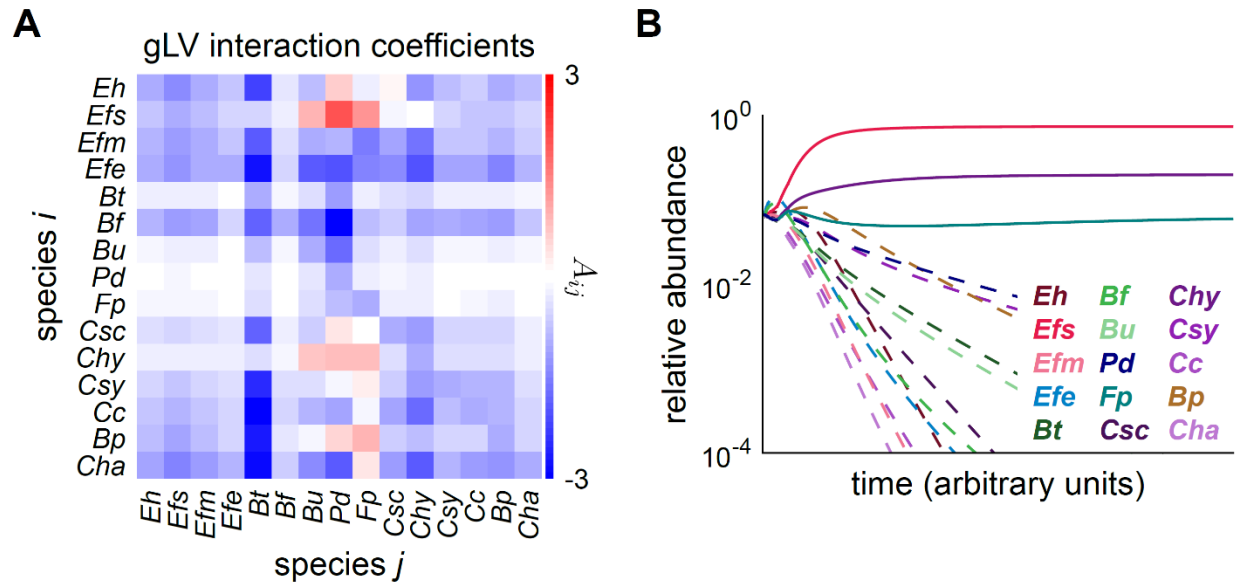 A
gLV interaction coefficients
Eh
Efs
Efm
Efe
Bt
Bf
Bu
Pd
Fp
Csc
Chy
Csy
Cc
Bp
Cha
species i
Eh Efs Efm Efe Bt Bf Bu Pd Fp Csc Chy Csy Cc Bp Cha
species j
3
A_{ij}
-3
B
relative abundance
10^0
10^-2
10^-4
Eh Bf Chy
Efs Bu Csy
Efm Pd Cc
Efe Fp Bp
Bt Csc Cha
time (arbitrary units)